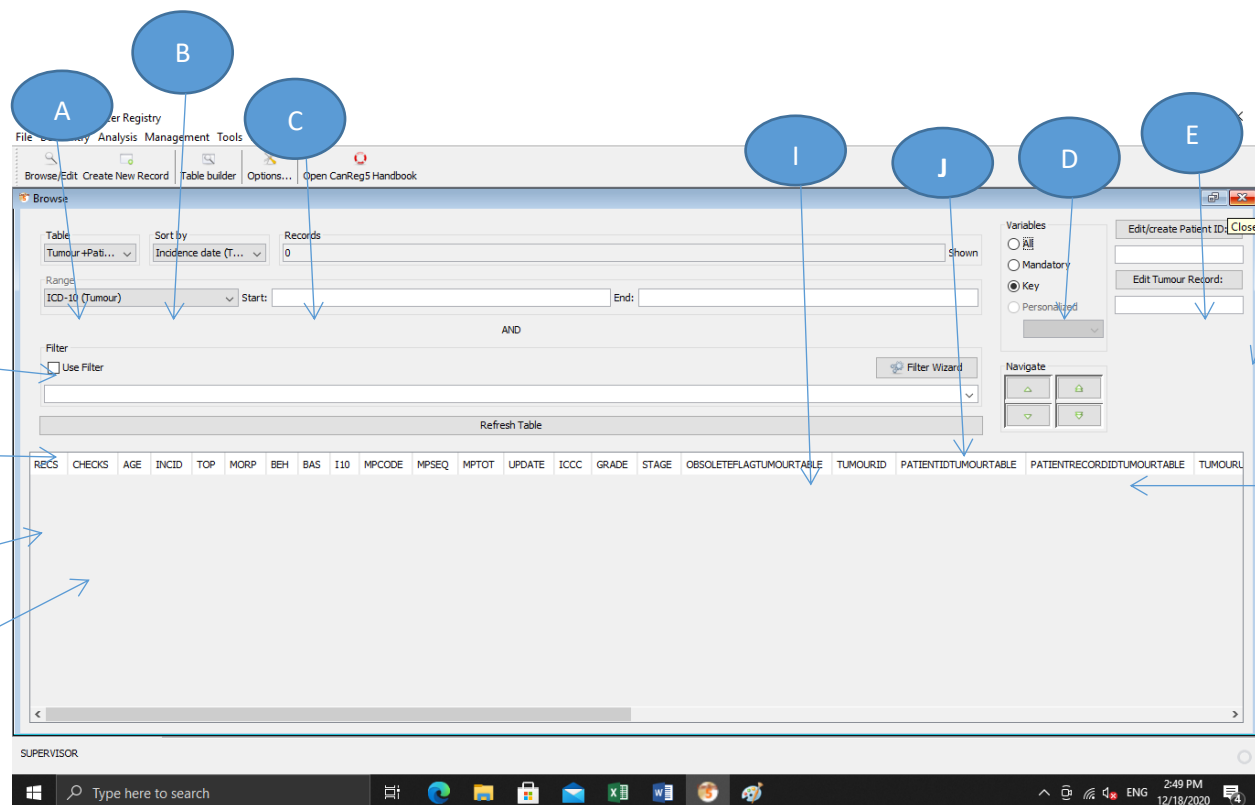 B
A
C
E
I
J
D
er Registry
File Analysis Management Tools
Browse/Edit Create New Record Table builder Options... Open CanReg5 Handbook
Browse
Table Sort by Records Variables Edit/create Patient ID: Close
Tumour+Pati... Incidence date (T... 0 Shown All
Mandatory
Range Edit Tumour Record:
ICD-10 (Tumour) Start: End: Key
Personalized
AND
Filter
Use Filter Filter Wizard Navigate
Refresh Table
RECS CHECKS AGE INCID TOP MORP BEH BAS I10 MPCODE MPSEQ MPTOT UPDATE ICCC GRADE STAGE OBSOLETEFLAGTUMOURTABLE TUMOURID PATIENTIDTUMOURTABLE PATIENTRECORDIDTUMOURTABLE TUMOURU
SUPERVISOR
Type here to search ENG 2:49 PM
12/18/2020 4